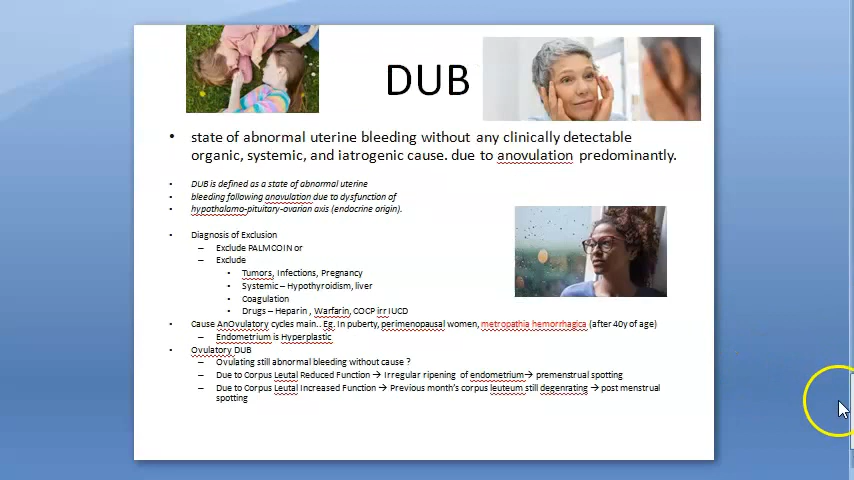 DUB
• state of abnormal uterine bleeding without any clinically detectable
organic, systemic, and iatrogenic cause. due to anovulation predominantly.
• DUB is defined as a state of abnormal uterine
• bleeding following anovulation due to dysfunction of
• hypothalamo-pituitary-ovarian axis (endocrine origin).
• Diagnosis of Exclusion
– Exclude PALMCOIN or
– Exclude
• Tumors, Infections, Pregnancy
• Systemic – Hypothyroidism, liver
• Coagulation
• Drugs – Heparin , Warfarin, COCP irr IUCD
• Cause AnOvulatory cycles main.. Eg. In puberty, perimenopausal women, metropathia hemorrhagica (after 40y of age)
– Endometrium is Hyperplastic
• Ovulatory DUB
– Ovulating still abnormal bleeding without cause ?
– Due to Corpus Leutal Reduced Function → Irregular ripening of endometrium→ premenstrual spotting
– Due to Corpus Leutal Increased Function → Previous month's corpus leuteum still degenrating → post menstrual
spotting